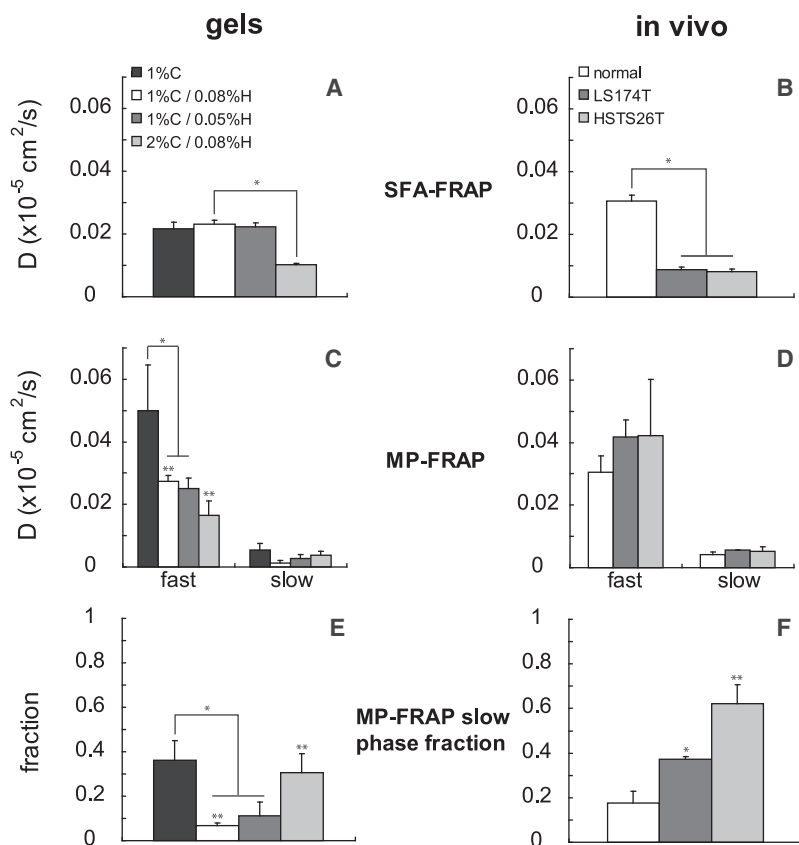 gels
in vivo
1%C
1%C / 0.08%H
1%C / 0.05%H
2%C / 0.08%H
A
0.06
0.04
0.02
0
D (x10⁻⁵ cm²/s)
*
SFA-FRAP
normal
LS174T
HSTS26T
B
0.06
0.04
0.02
0
*
C
0.06
0.04
0.02
0
D (x10⁻⁵ cm²/s)
*
**
**
fast
slow
MP-FRAP
D
0.06
0.04
0.02
0
fast
slow
E
1
0.8
0.6
0.4
0.2
0
fraction
*
**
**
MP-FRAP slow
phase fraction
F
1
0.8
0.6
0.4
0.2
0
*
**